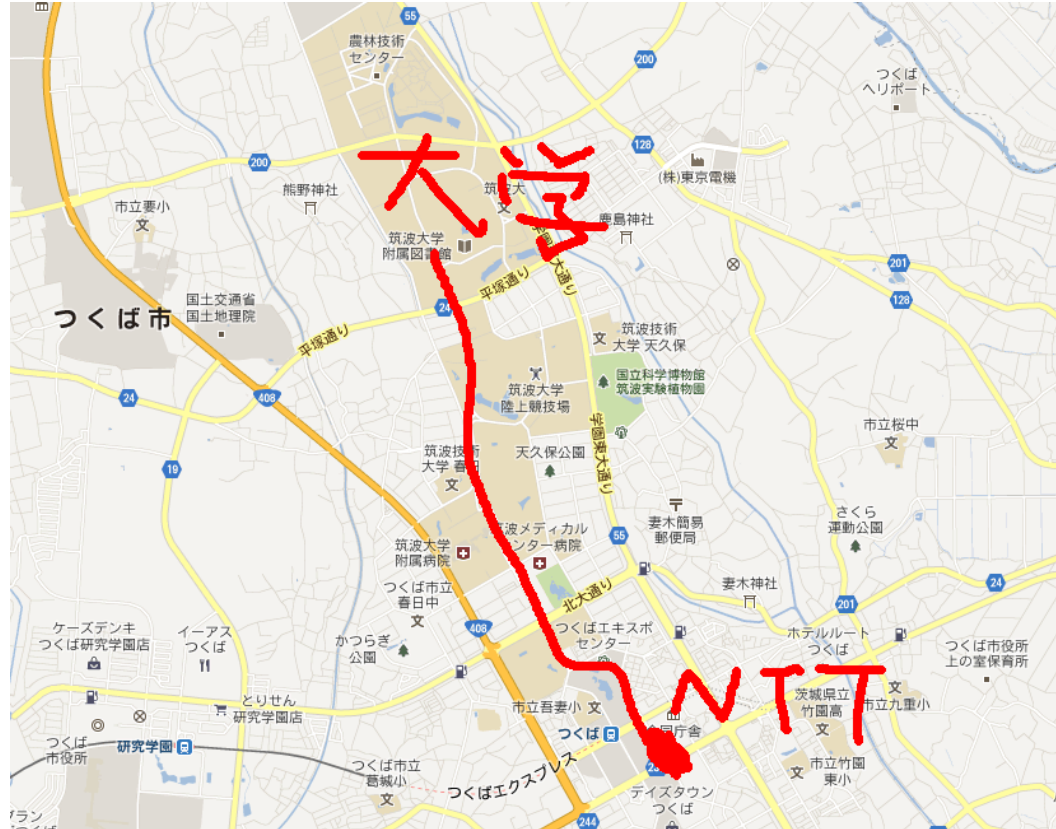 55
農林技術
センター
200
つくば
ヘリポート
128
(株)東京電機
大学
200
熊野神社
市立要小
筑波大
鹿島神社
筑波大学
附属図書館
学園東大通り
201
128
平塚通り
24
国土交通省
国土地理院
つくば市
平塚通り
筑波技術
大学 天久保
国立科学博物館
筑波実験植物園
筑波大学
陸上競技場
24
408
学園東大通り
市立桜中
筑波技術
大学 春日
天久保公園
19
さくら
運動公園
妻木簡易
郵便局
筑波メディカル
センター病院
55
筑波大学
附属病院
つくば市立
春日中
北大通り
妻木神社
24
201
408
ケーズデンキ
つくば研究学園店
イーアス
つくば
かつらぎ
公園
つくばエキスポ
センター
ホテルルート
つくば
つくば市役所
上の室保育所
NTT
とりせん
研究学園店
市立吾妻小
茨城県立
竹園高
市立九重小
つくば
市役所
研究学園
つくば
合同庁舎
つくば市立
葛城小
つくばエクスプレス
市立竹園
東小
デイズタウン
つくば
244